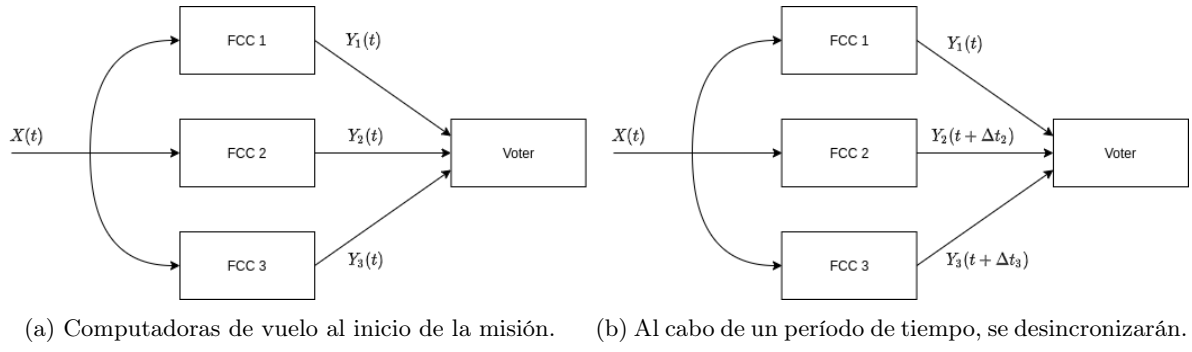 FCC 1
Y₁(t)
X(t)
FCC 2
Y₂(t)
Voter
FCC 3
Y₃(t)
(a) Computadoras de vuelo al inicio de la misión.
FCC 1
Y₁(t)
X(t)
FCC 2
Y₂(t + Δt₂)
Voter
FCC 3
Y₃(t + Δt₃)
(b) Al cabo de un período de tiempo, se desincronizarán.